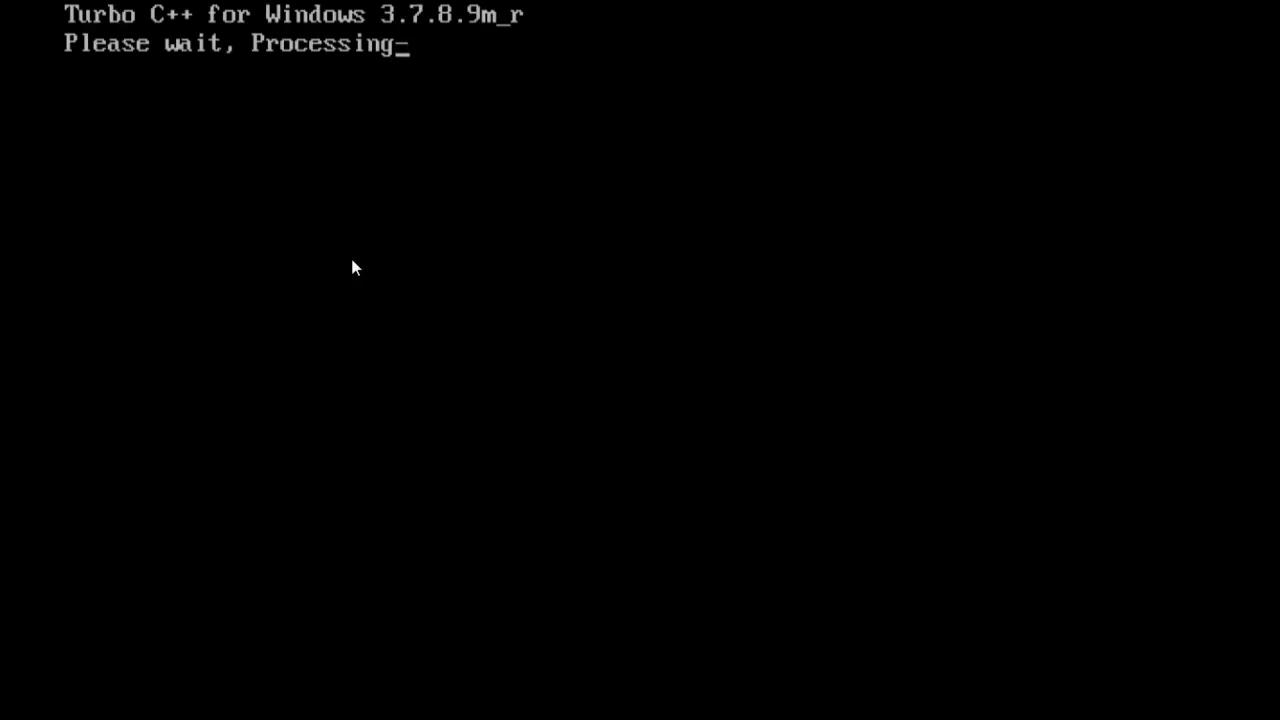 Turbo C++ for Windows 3.7.8.9m_r
Please wait, Processing-